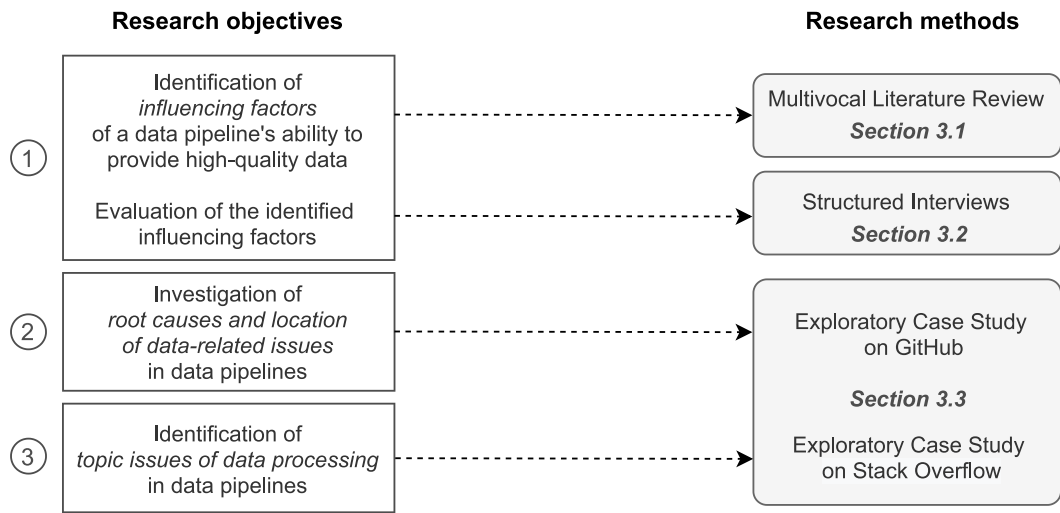 Research objectives
Research methods
1
Identification of
influencing factors
of a data pipeline's ability to
provide high-quality data
Evaluation of the identified
influencing factors
Multivocal Literature Review
Section 3.1
Structured Interviews
Section 3.2
2
Investigation of
root causes and location
of data-related issues
in data pipelines
3
Identification of
topic issues of data processing
in data pipelines
Exploratory Case Study
on GitHub
Section 3.3
Exploratory Case Study
on Stack Overflow